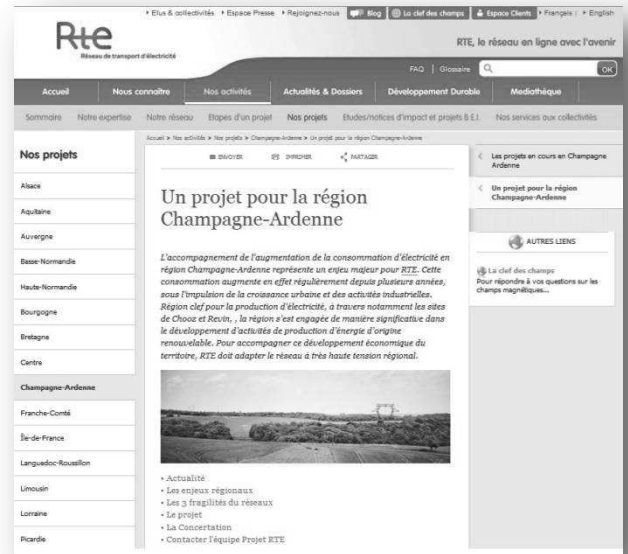 Elus & collectivités Espace Presse Rejoignez-nous Blog La clef des champs Espace Clients Français English
Rte
Réseau de transport d'électricité
RTE, le réseau en ligne avec l'avenir
FAQ | Glossaire OK
Accueil Nous connaître Nos activités Actualités & Dossiers Développement Durable Mediathèque
Sommaire Notre expertise Notre réseau Etapes d'un projet Nos projets Etudes/notices d'impact et projets S.E.I. Nos services aux collectivités
Accueil > Nos activités > Nos projets > Champagne-Ardenne > Un projet pour la région Champagne-Ardenne
Nos projets
Alsace
Aquitaine
Auvergne
Basse-Normandie
Haute-Normandie
Bourgogne
Bretagne
Centre
Champagne-Ardenne
Franche-Comté
Île-de-France
Languedoc-Roussillon
Limousin
Lorraine
Picardie
ENVOYER IMPRIMER PARTAGER
Un projet pour la région
Champagne-Ardenne
L'accompagnement de l'augmentation de la consommation d'électricité en
région Champagne-Ardenne représente un enjeu majeur pour RTE. Cette
consommation augmente en effet régulièrement depuis plusieurs années,
sous l'impulsion de la croissance urbaine et des activités industrielles.
Région clef pour la production d'électricité, à travers notamment les sites
de Chooz et Revin, , la région s'est engagée de manière significative dans
le développement d'activités de production d'énergie d'origine
renouvelable. Pour accompagner ce développement économique du
territoire, RTE doit adapter le réseau à très haute tension régional.
• Actualité
• Les enjeux régionaux
• Les 3 fragilités du réseaux
• Le projet
• La Concertation
• Contacter l'équipe Projet RTE
Les projets en cours en Champagne
Ardenne
Un projet pour la région
Champagne-Ardenne
AUTRES LIENS
La clef des champs
Pour répondre à vos questions sur les
champs magnétiques...